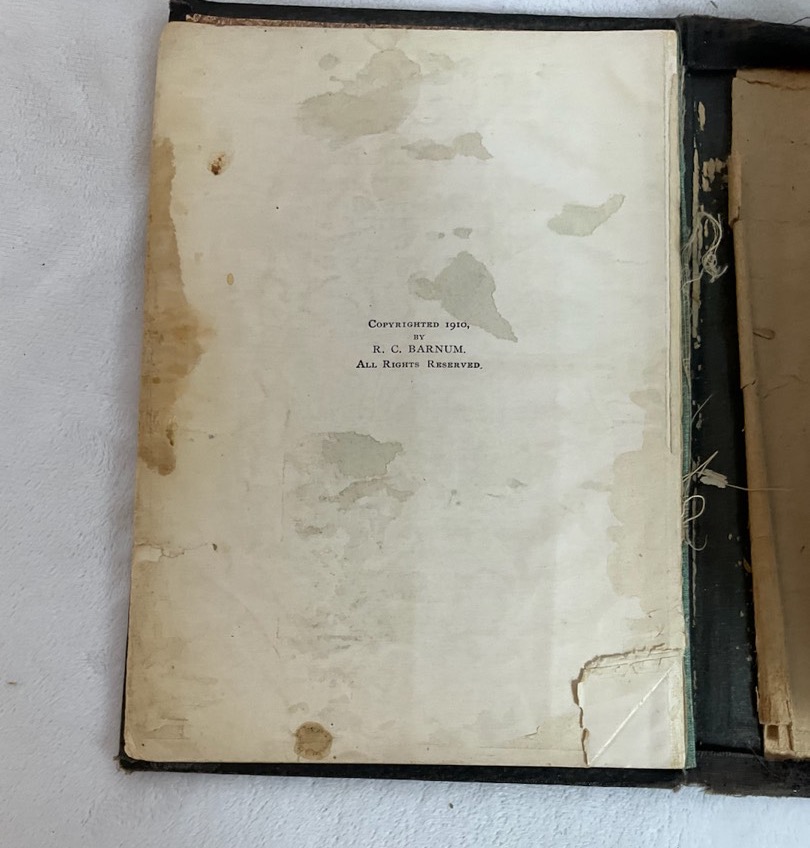 Copyrighted 1910,
BY
R. C. BARNUM.
All Rights Reserved.